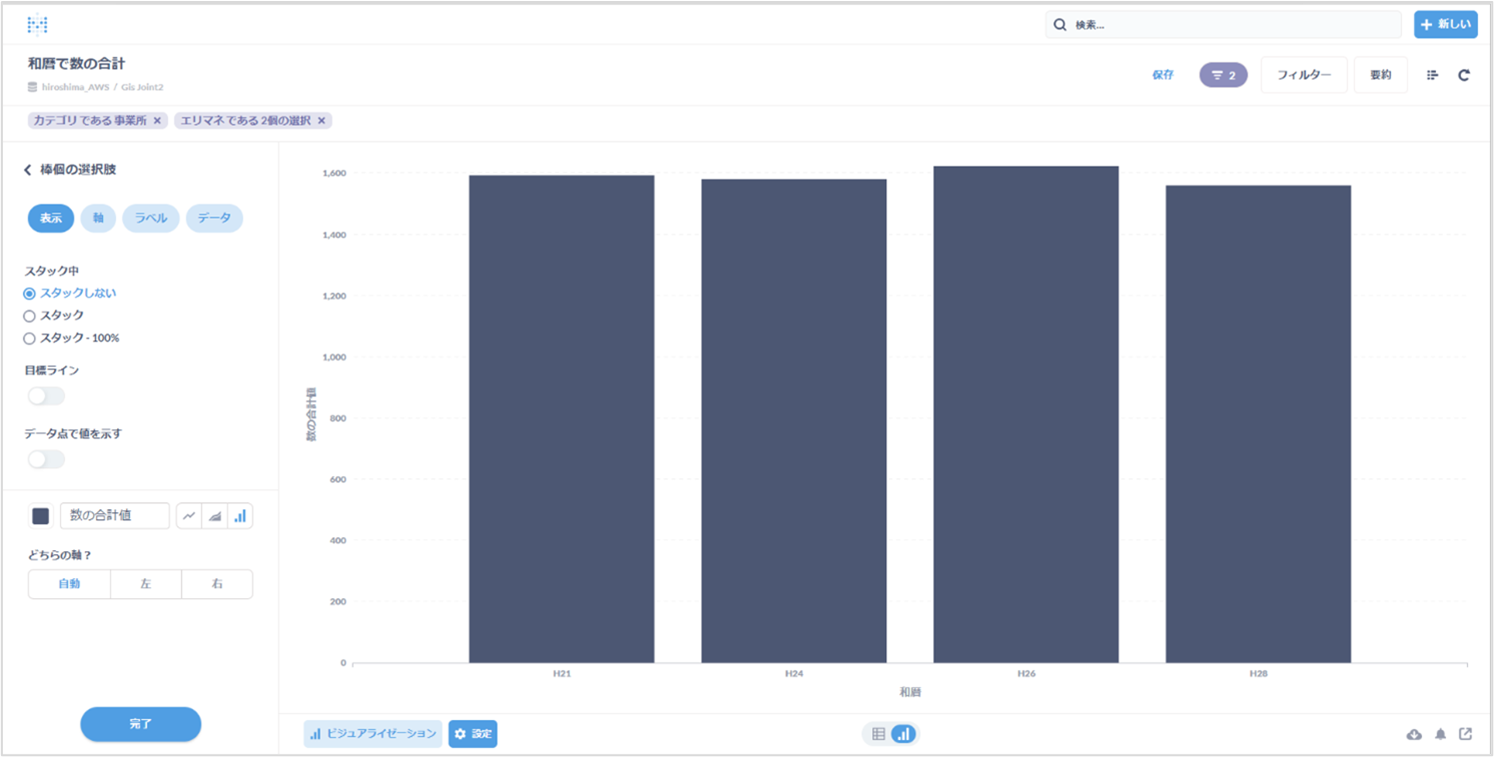 検索...
+ 新しい
和暦で数の合計
hiroshima_AWS / Gis Joint2
保存
2
フィルター
要約
カテゴリ である 事業所 ×
エリマネ である 2個の選択 ×
棒個の選択肢
表示
軸
ラベル
データ
スタック中
スタックしない
スタック
スタック - 100%
目標ライン
データ点で値を示す
数の合計値
どちらの軸？
自動
左
右
完了
1,600
1,400
1,200
1,000
800
600
400
200
0
数の合計値
H21
H24
H26
H28
和暦
ビジュアライゼーション
設定